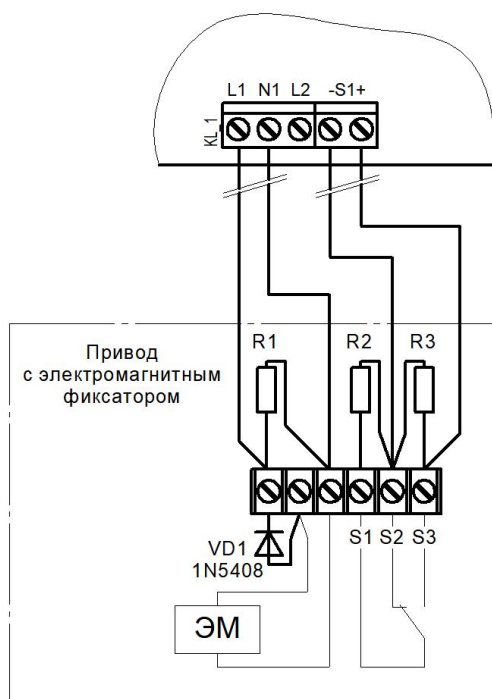 L1 N1 L2 -S1+
KL_1
R1 R2 R3
Привод
с электромагнитным
фиксатором
VD1
1N5408
S1 S2 S3
ЭМ